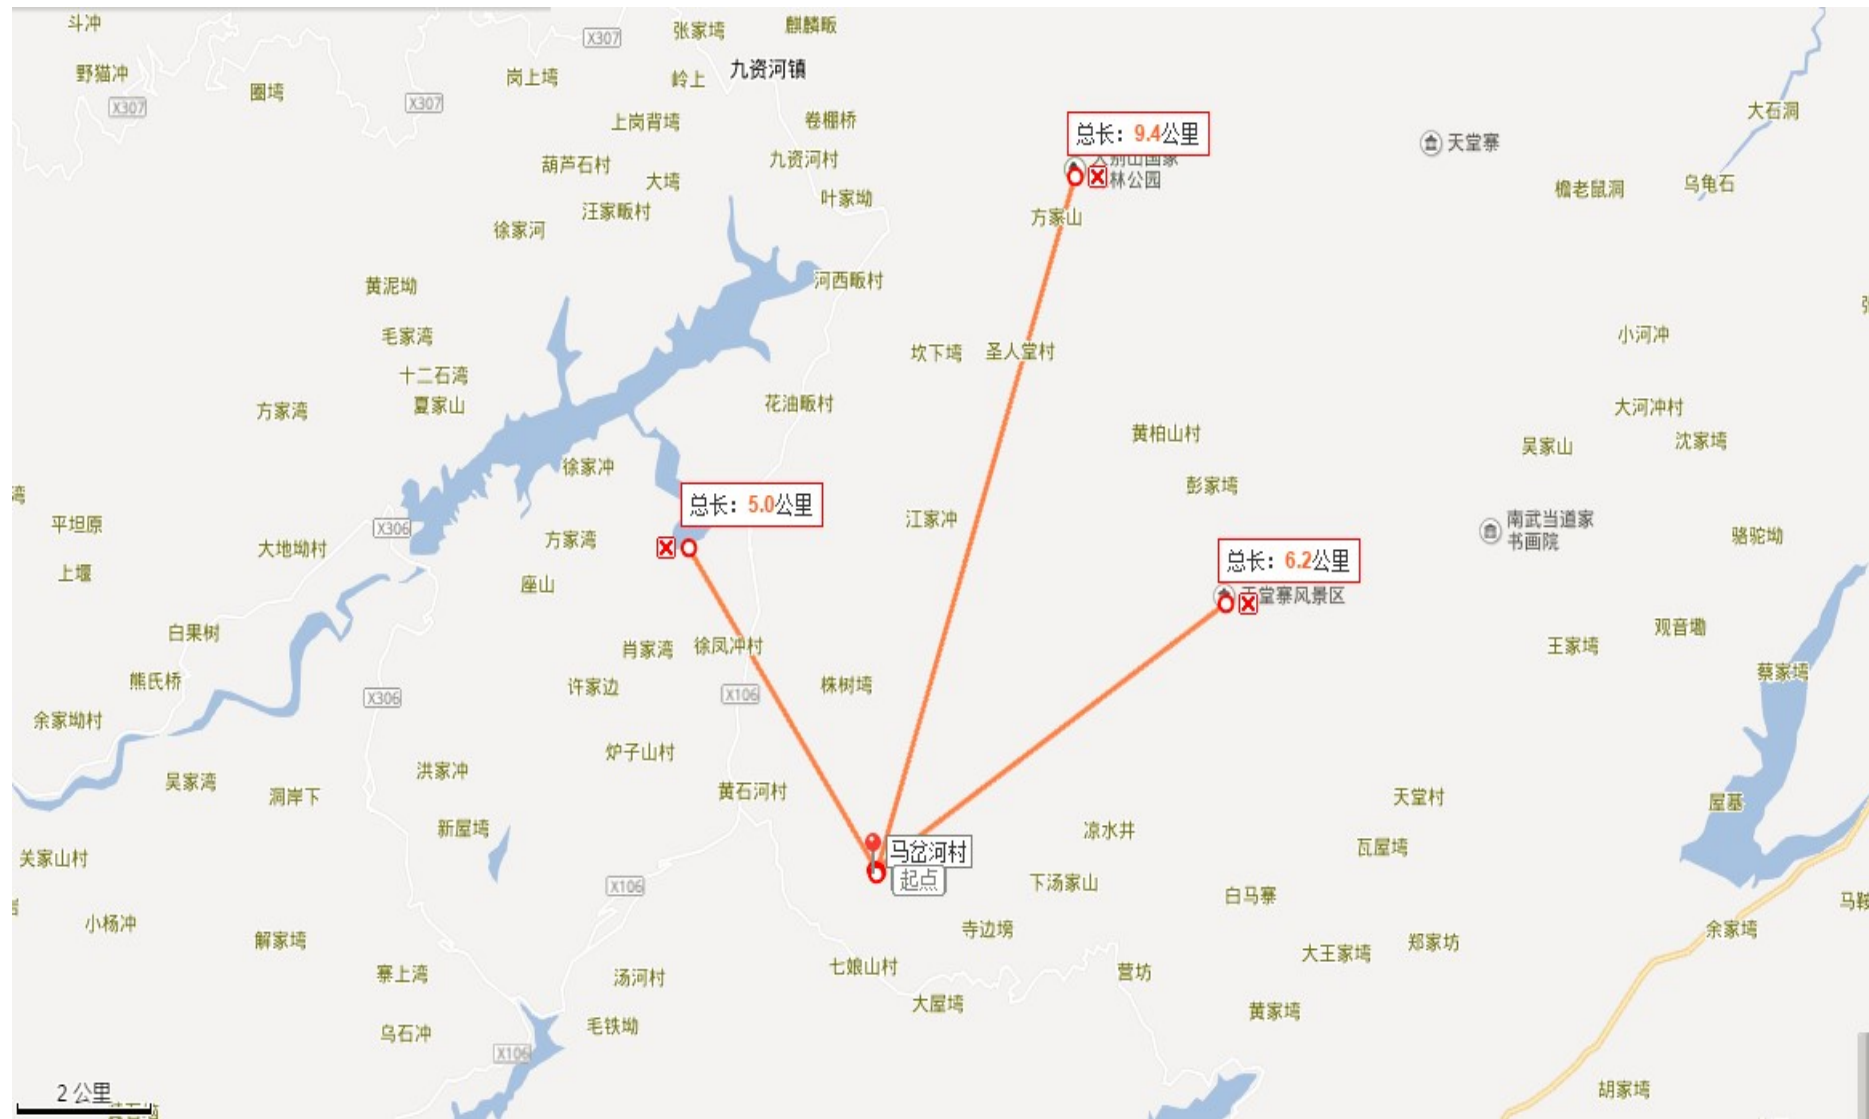 斗冲
张家塆
麒麟畈
X307
野猫冲
圈塆
岗上塆
岭上
九资河镇
X307
X307
上岗背塆
卷棚桥
总长：9.4公里
天堂寨
大石洞
葫芦石村
大塆
九资河村
大别山国家
林公园
檐老鼠洞
乌龟石
汪家畈村
叶家坳
徐家河
方家山
黄泥坳
河西畈村
毛家湾
坎下塆
圣人堂村
小河冲
十二石湾
夏家山
方家湾
花油畈村
大河冲村
黄柏山村
吴家山
沈家塆
徐家冲
彭家塆
湾
总长：5.0公里
平坦原
X306
江家冲
南武当道家
书画院
骆驼坳
大地坳村
方家湾
总长：6.2公里
上堰
座山
天堂寨风景区
白果树
肖家湾
徐凤冲村
观音塆
王家塆
熊氏桥
许家边
X106
株树塆
蔡家塆
X306
余家坳村
炉子山村
吴家湾
洞岸下
洪家冲
黄石河村
天堂村
屋基
新屋塆
凉水井
关家山村
马岔河村
起点
瓦屋塆
X106
下汤家山
白马寨
马鞍
小杨冲
解家塆
寺边塝
大王家塆
郑家坊
余家塆
寨上湾
汤河村
七娘山村
营坊
大屋塆
黄家塆
乌石冲
毛铁坳
X106
2 公里
胡家塆